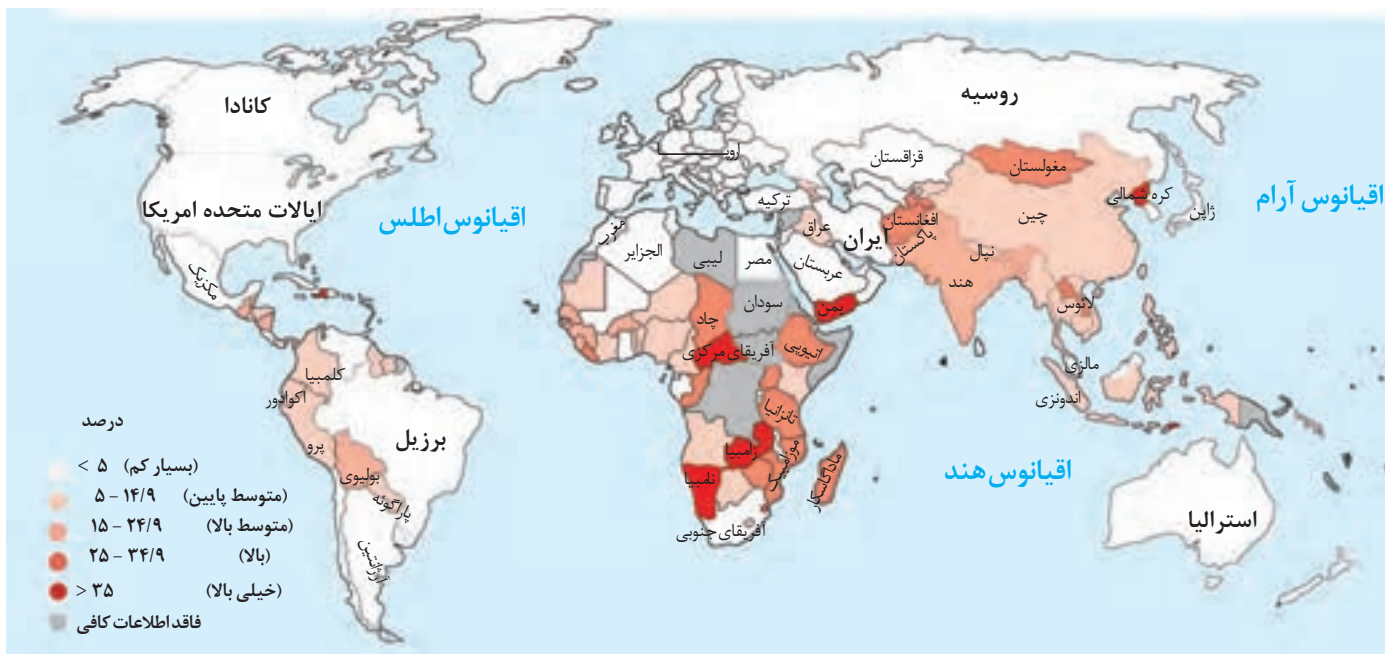 کانادا
ایالات متحده امریکا
مکزیک
اقیانوس اطلس
کلمبیا
اکوادور
پرو
برزیل
بولیوی
پاراگوئه
آرژانتین
روسیه
اروپا
قزاقستان
مغولستان
ترکیه
کره شمالی
ژاپن
اقیانوس آرام
چین
افغانستان
پاکستان
ایران
عراق
عربستان
نپال
هند
لائوس
مالزی
اندونزی
یمن
مغرب
الجزایر
لیبی
مصر
سودان
چاد
آفریقای مرکزی
اتیوپی
تانزانیا
زامبیا
موزامبیک
ماداگاسکار
نامبیا
آفریقای جنوبی
اقیانوس هند
استرالیا
درصد
< ۵ (بسیار کم)
۵ – ۱۴/۹ (متوسط پایین)
۱۵ – ۲۴/۹ (متوسط بالا)
۲۵ – ۳۴/۹ (بالا)
> ۳۵ (خیلی بالا)
فاقد اطلاعات کافی